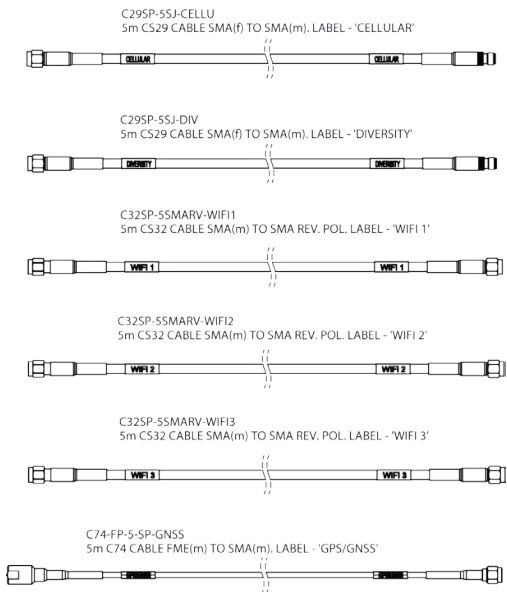 C29SP-5SJ-CELLU
5m CS29 CABLE SMA(f) TO SMA(m). LABEL - 'CELLULAR'
CELLULAR CELLULAR
C29SP-5SJ-DIV
5m CS29 CABLE SMA(f) TO SMA(m). LABEL - 'DIVERSITY'
DIVERSITY DIVERSITY
C32SP-5SMARV-WIFI1
5m CS32 CABLE SMA(m) TO SMA REV. POL. LABEL - 'WIFI 1'
WIFI 1 WIFI 1
C32SP-5SMARV-WIFI2
5m CS32 CABLE SMA(m) TO SMA REV. POL. LABEL - 'WIFI 2'
WIFI 2 WIFI 2
C32SP-5SMARV-WIFI3
5m CS32 CABLE SMA(m) TO SMA REV. POL. LABEL - 'WIFI 3'
WIFI 3 WIFI 3
C74-FP-5-SP-GNSS
5m C74 CABLE FME(m) TO SMA(m). LABEL - 'GPS/GNSS'